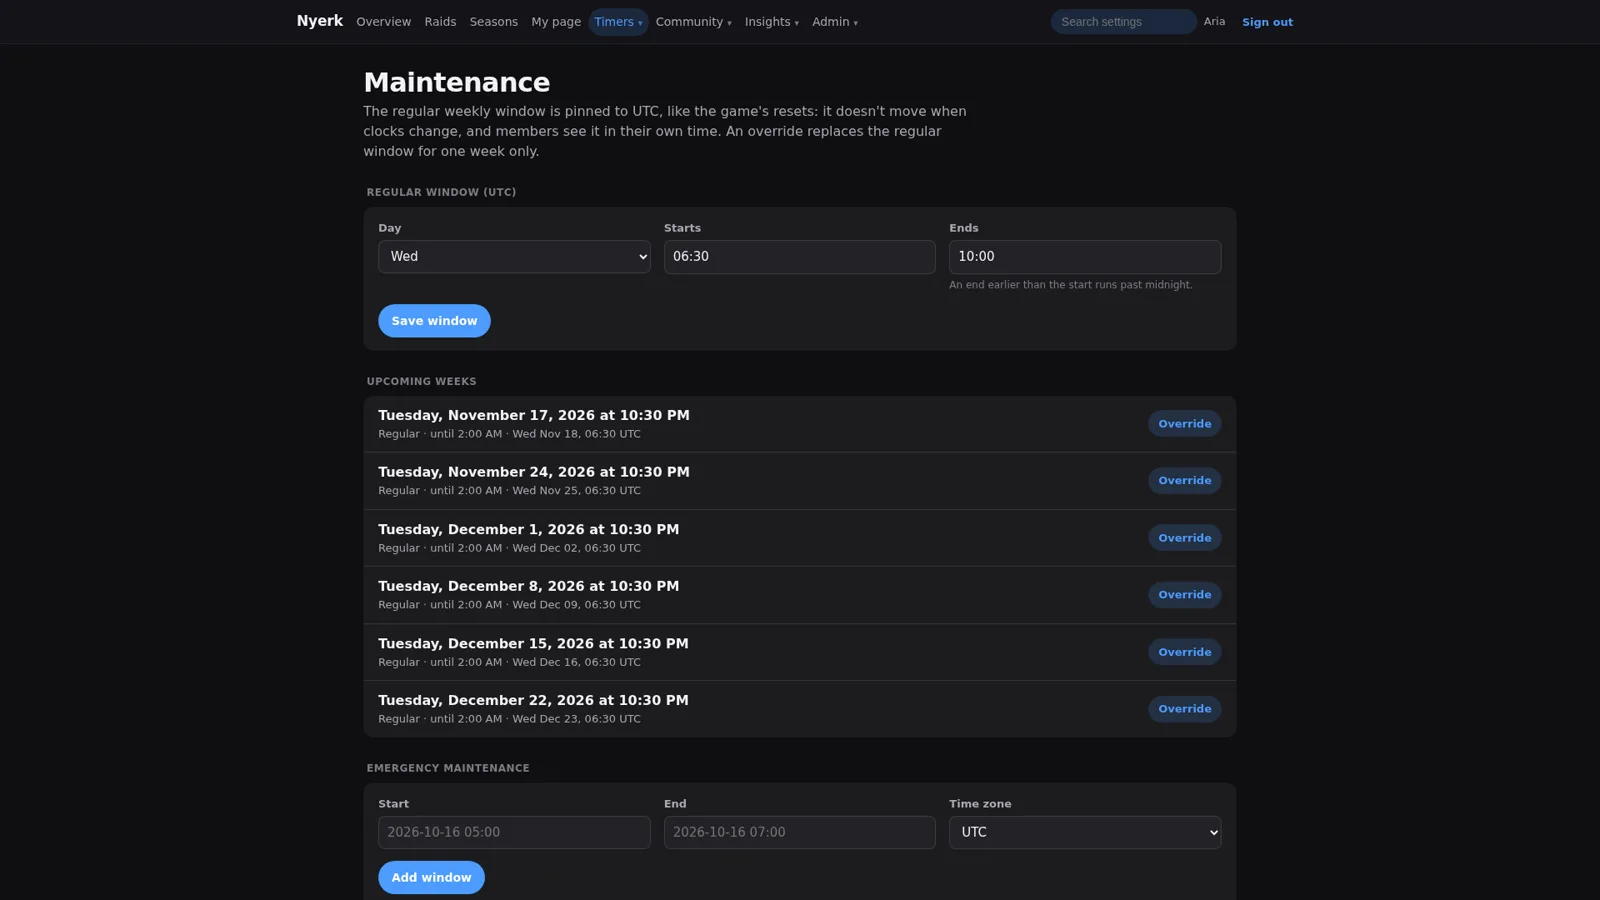 Nyerk Overview Raids Seasons My page Timers ▾ Community ▾ Insights ▾ Admin ▾ Search settings Aria Sign out
Maintenance
The regular weekly window is pinned to UTC, like the game's resets: it doesn't move when
clocks change, and members see it in their own time. An override replaces the regular
window for one week only.
REGULAR WINDOW (UTC)
Day Starts Ends
Wed 06:30 10:00
An end earlier than the start runs past midnight.
Save window
UPCOMING WEEKS
Tuesday, November 17, 2026 at 10:30 PM
Regular · until 2:00 AM · Wed Nov 18, 06:30 UTC
Override
Tuesday, November 24, 2026 at 10:30 PM
Regular · until 2:00 AM · Wed Nov 25, 06:30 UTC
Override
Tuesday, December 1, 2026 at 10:30 PM
Regular · until 2:00 AM · Wed Dec 02, 06:30 UTC
Override
Tuesday, December 8, 2026 at 10:30 PM
Regular · until 2:00 AM · Wed Dec 09, 06:30 UTC
Override
Tuesday, December 15, 2026 at 10:30 PM
Regular · until 2:00 AM · Wed Dec 16, 06:30 UTC
Override
Tuesday, December 22, 2026 at 10:30 PM
Regular · until 2:00 AM · Wed Dec 23, 06:30 UTC
Override
EMERGENCY MAINTENANCE
Start End Time zone
2026-10-16 05:00 2026-10-16 07:00 UTC
Add window